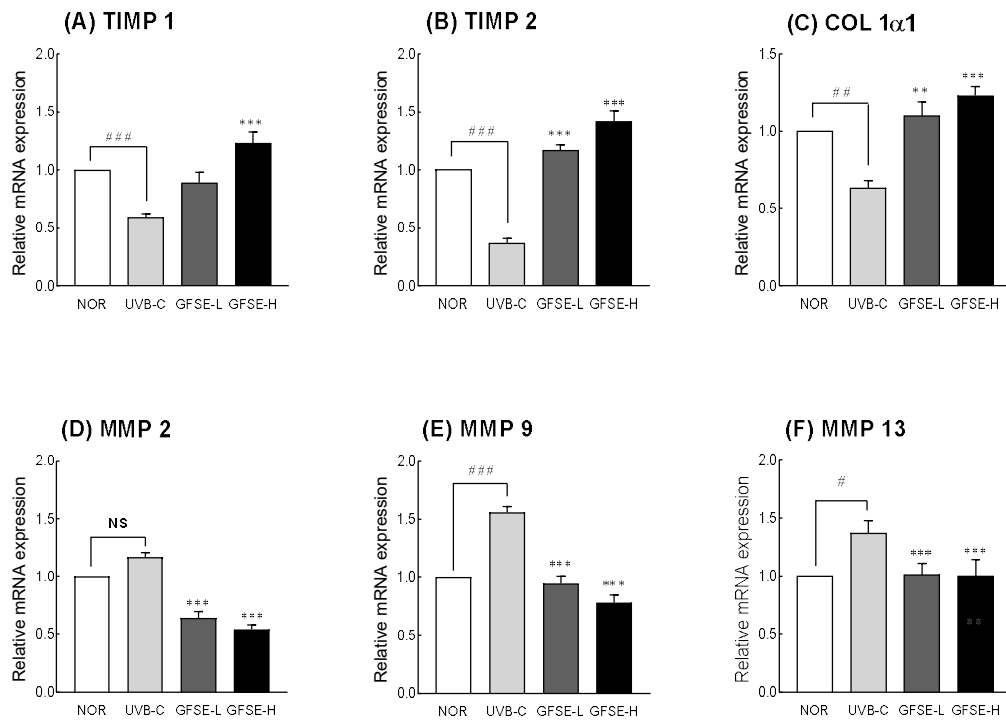 (A) TIMP 1
Relative mRNA expression
2.0
1.5
1.0
0.5
0.0
###
***
NOR UVB-C GFSE-L GFSE-H
(B) TIMP 2
Relative mRNA expression
2.0
1.5
1.0
0.5
0.0
###
***
***
NOR UVB-C GFSE-L GFSE-H
(C) COL 1α1
Relative mRNA expression
1.5
1.0
0.5
0.0
##
**
***
NOR UVB-C GFSE-L GFSE-H
(D) MMP 2
Relative mRNA expression
2.0
1.5
1.0
0.5
0.0
NS
***
***
NOR UVB-C GFSE-L GFSE-H
(E) MMP 9
Relative mRNA expression
2.0
1.5
1.0
0.5
0.0
###
***
***
NOR UVB-C GFSE-L GFSE-H
(F) MMP 13
Relative mRNA expression
2.0
1.5
1.0
0.5
0.0
#
***
***
**
NOR UVB-C GFSE-L GFSE-H